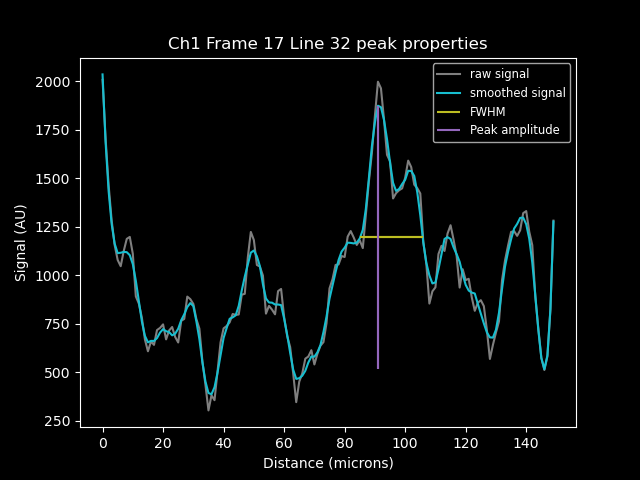 Ch1 Frame 17 Line 32 peak properties
raw signal
smoothed signal
FWHM
Peak amplitude
Signal (AU)
2000
1750
1500
1250
1000
750
500
250
0 20 40 60 80 100 120 140
Distance (microns)